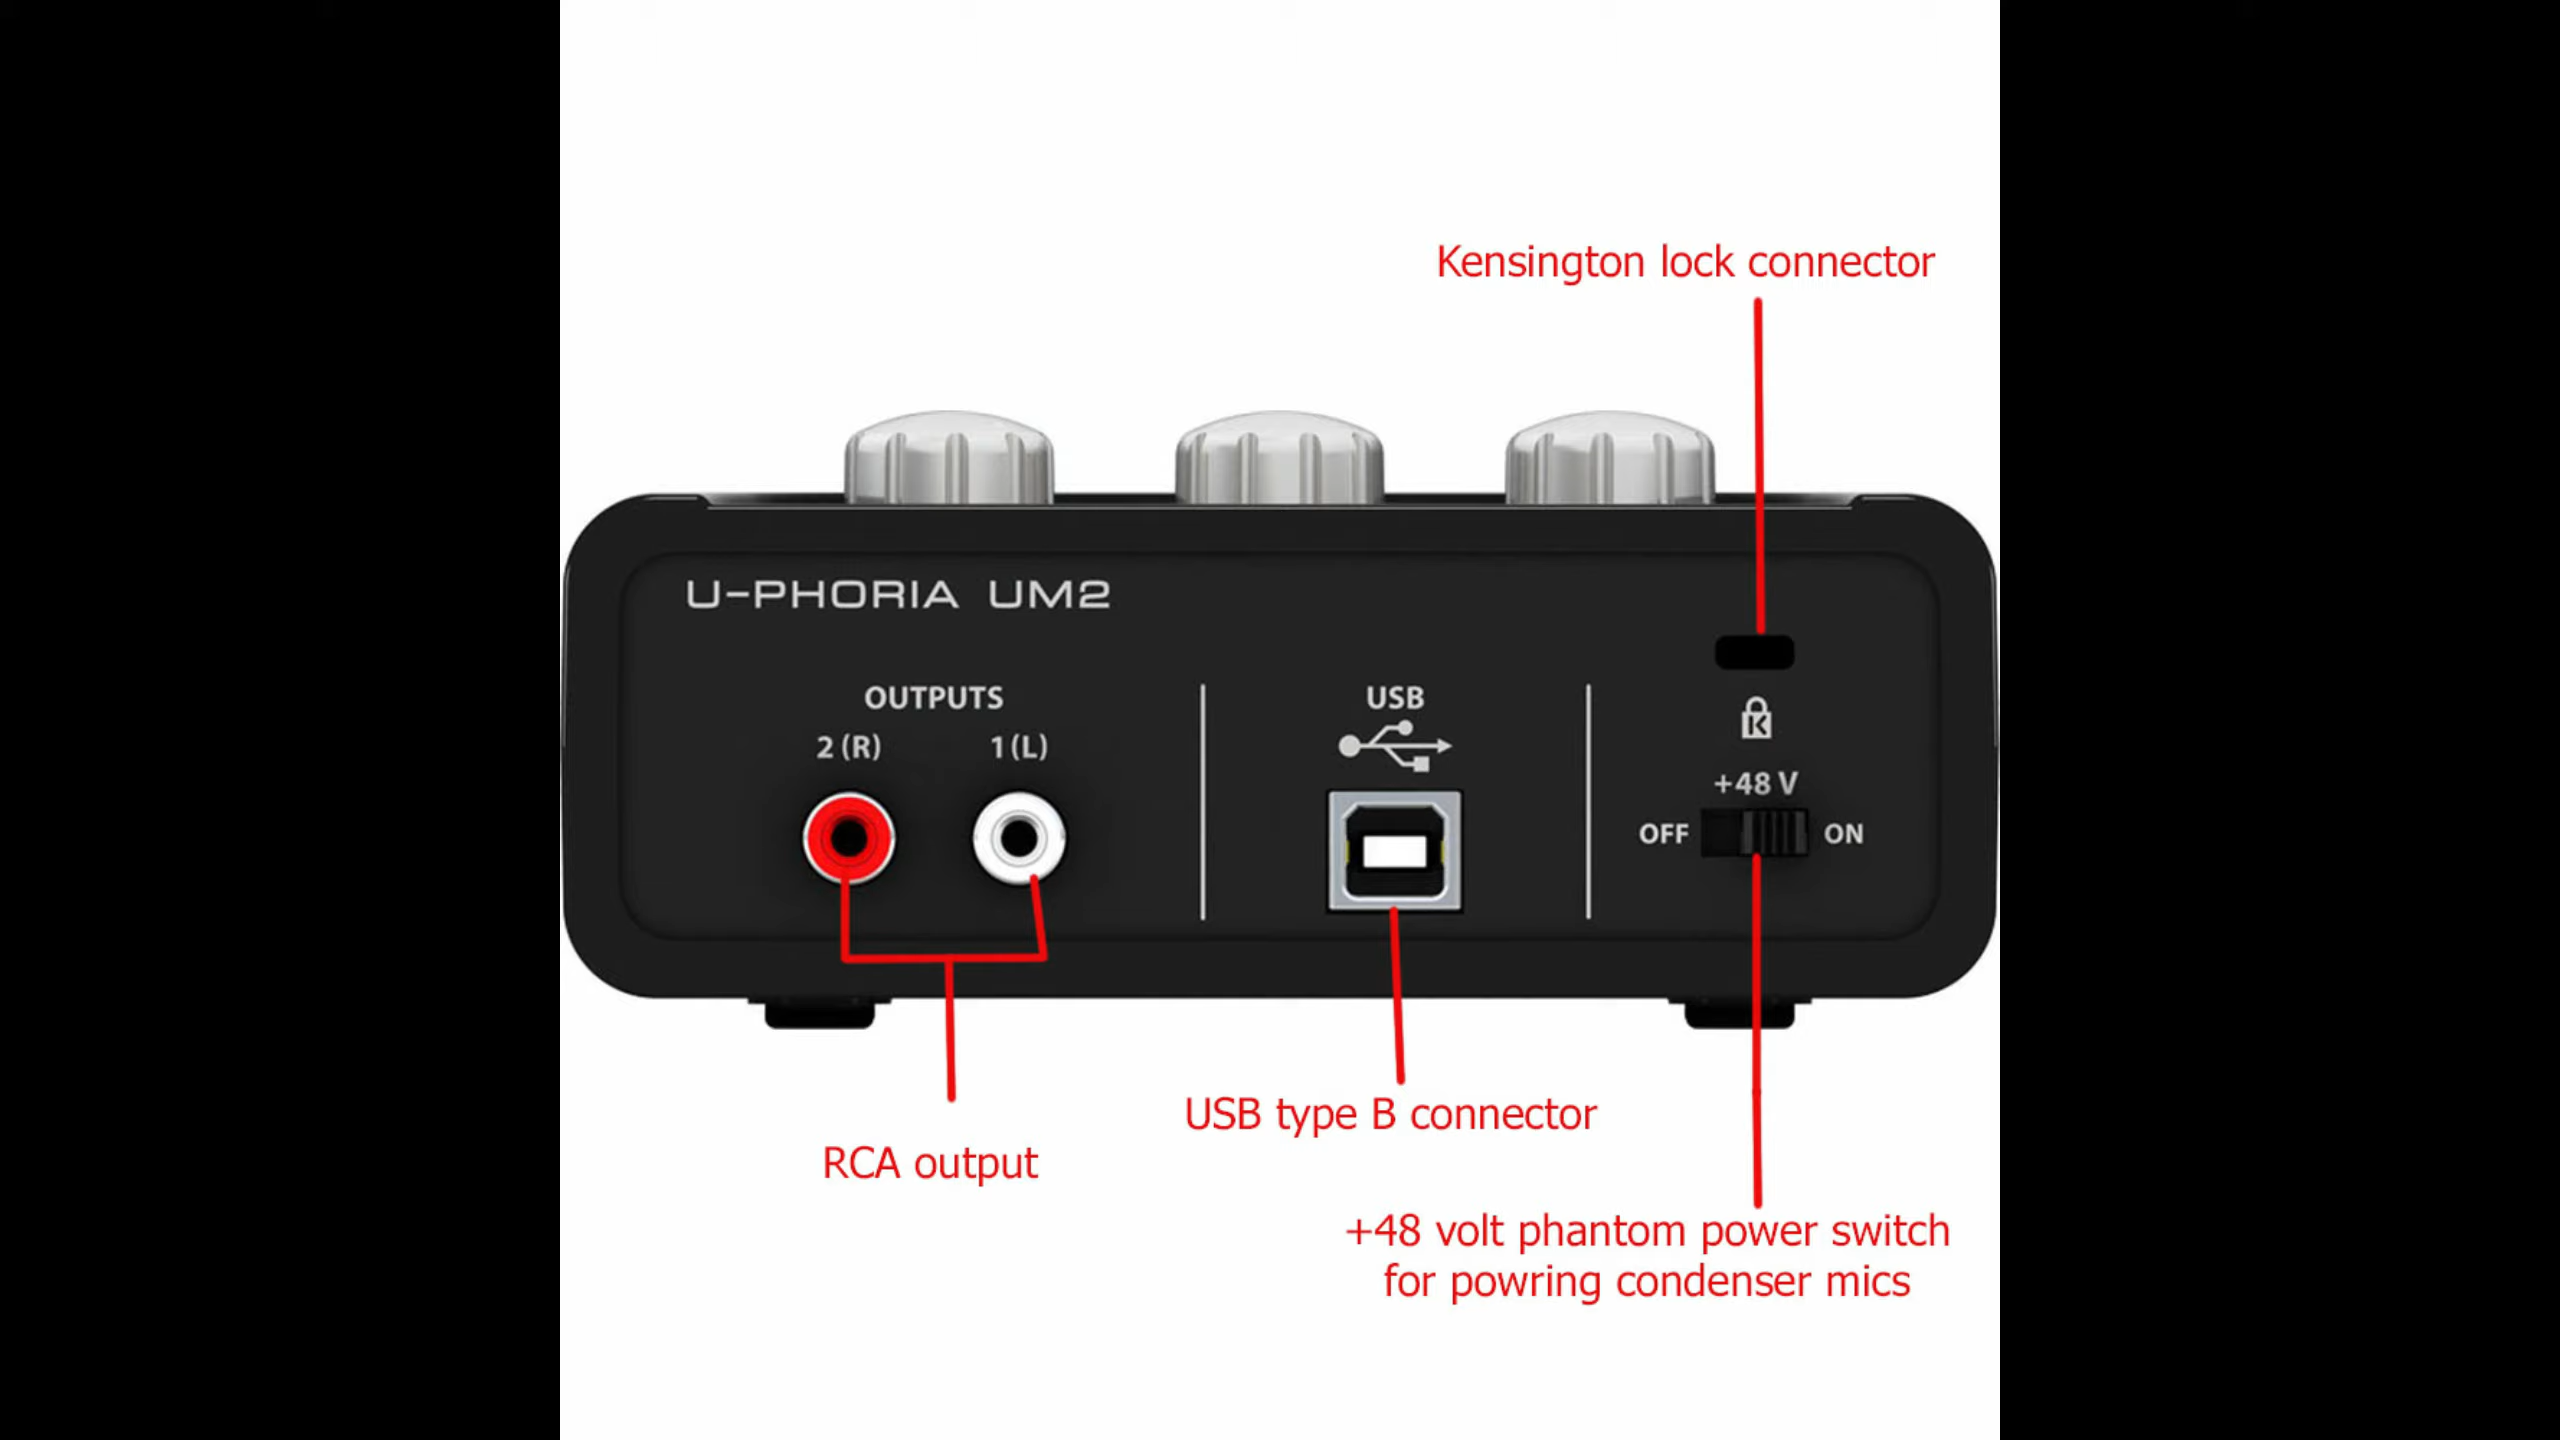 Kensington lock connector
U-PHORIA UM2
OUTPUTS
2 (R) 1 (L)
USB
K
+48 V
OFF ON
USB type B connector
RCA output
+48 volt phantom power switch
for powring condenser mics